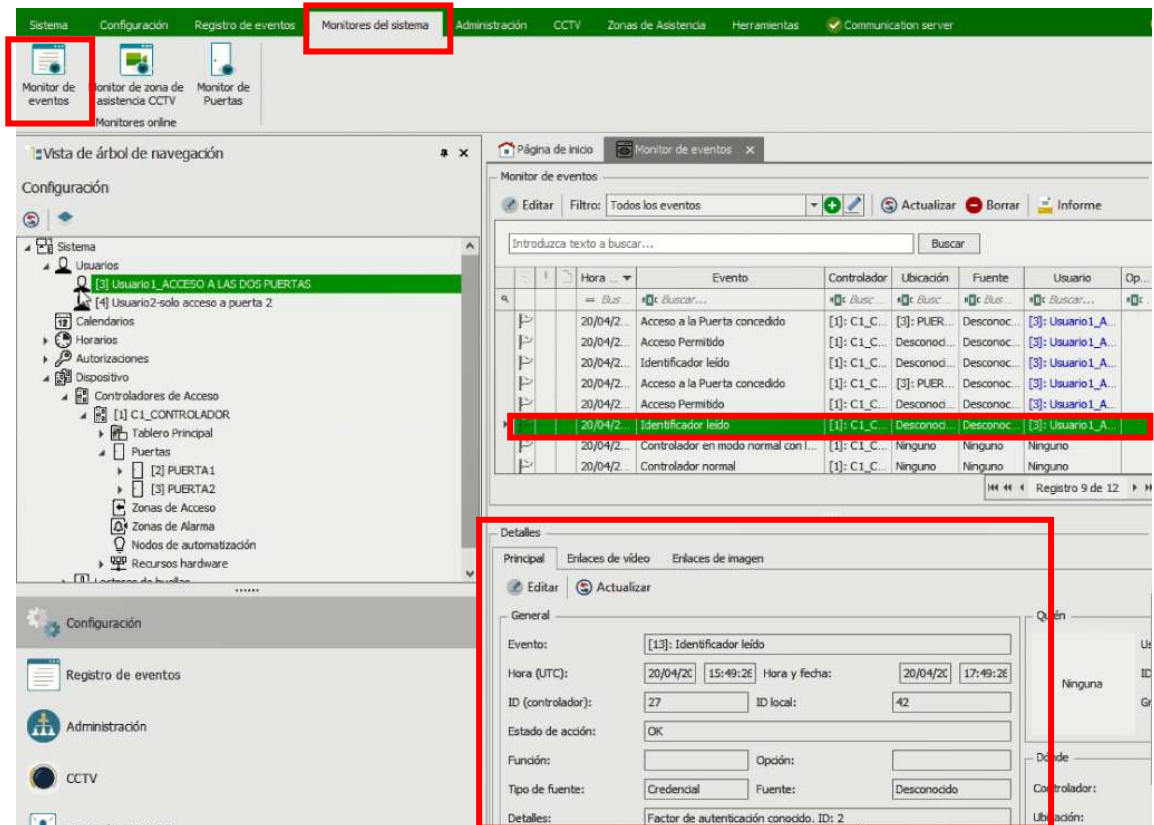 Sistema Configuración Registro de eventos Monitores del sistema Administración CCTV Zonas de Asistencia Herramientas Communication server
Monitor de eventos Monitor de zona de asistencia CCTV Monitor de Puertas
Monitores online
Vista de árbol de navegación
Configuración
Sistema
Usuarios
[3] Usuario1_ACCESO A LAS DOS PUERTAS
[4] Usuario2-solo acceso a puerta 2
Calendarios
Horarios
Autorizaciones
Dispositivo
Controladores de Acceso
[1] C1_CONTROLADOR
Tablero Principal
Puertas
[2] PUERTA1
[3] PUERTA2
Zonas de Acceso
Zonas de Alarma
Nodos de automatización
Recursos hardware
Configuración
Registro de eventos
Administración
CCTV
Página de inicio Monitor de eventos
Monitor de eventos
Editar Filtro: Todos los eventos Actualizar Borrar Informe
Introduzca texto a buscar... Buscar
Hora ... Evento Controlador Ubicación Fuente Usuario Op...
= Bus... Buscar... Busc... Busc... Bus... Buscar...
20/04/2... Acceso a la Puerta concedido [1]: C1_C... [3]: PUER... Desconoc... [3]: Usuario1_A...
20/04/2... Acceso Permitido [1]: C1_C... Desconoci... Desconoc... [3]: Usuario1_A...
20/04/2... Identificador leído [1]: C1_C... Desconoci... Desconoc... [3]: Usuario1_A...
20/04/2... Acceso a la Puerta concedido [1]: C1_C... [3]: PUER... Desconoc... [3]: Usuario1_A...
20/04/2... Acceso Permitido [1]: C1_C... Desconoci... Desconoc... [3]: Usuario1_A...
20/04/2... Identificador leído [1]: C1_C... Desconoci... Desconoc... [3]: Usuario1_A...
20/04/2... Controlador en modo normal con l... [1]: C1_C... Ninguno Ninguno Ninguno
20/04/2... Controlador normal [1]: C1_C... Ninguno Ninguno Ninguno
Registro 9 de 12
Detalles
Principal Enlaces de vídeo Enlaces de imagen
Editar Actualizar
General Quién
Evento: [13]: Identificador leído
Hora (UTC): 20/04/20 15:49:26 Hora y fecha: 20/04/20 17:49:26 Ninguna
ID (controlador): 27 ID local: 42
Estado de acción: OK
Función: Opción: Dónde
Tipo de fuente: Credencial Fuente: Desconocido Controlador:
Detalles: Factor de autenticación conocido. ID: 2 Ubicación: